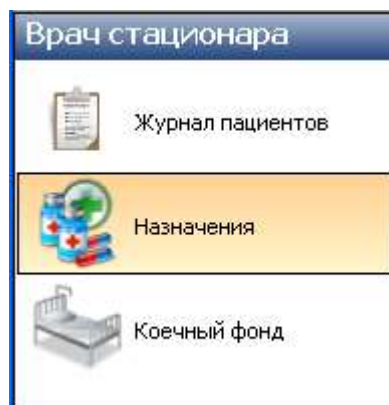 Врач стационара
Журнал пациентов
Назначения
Коечный фонд